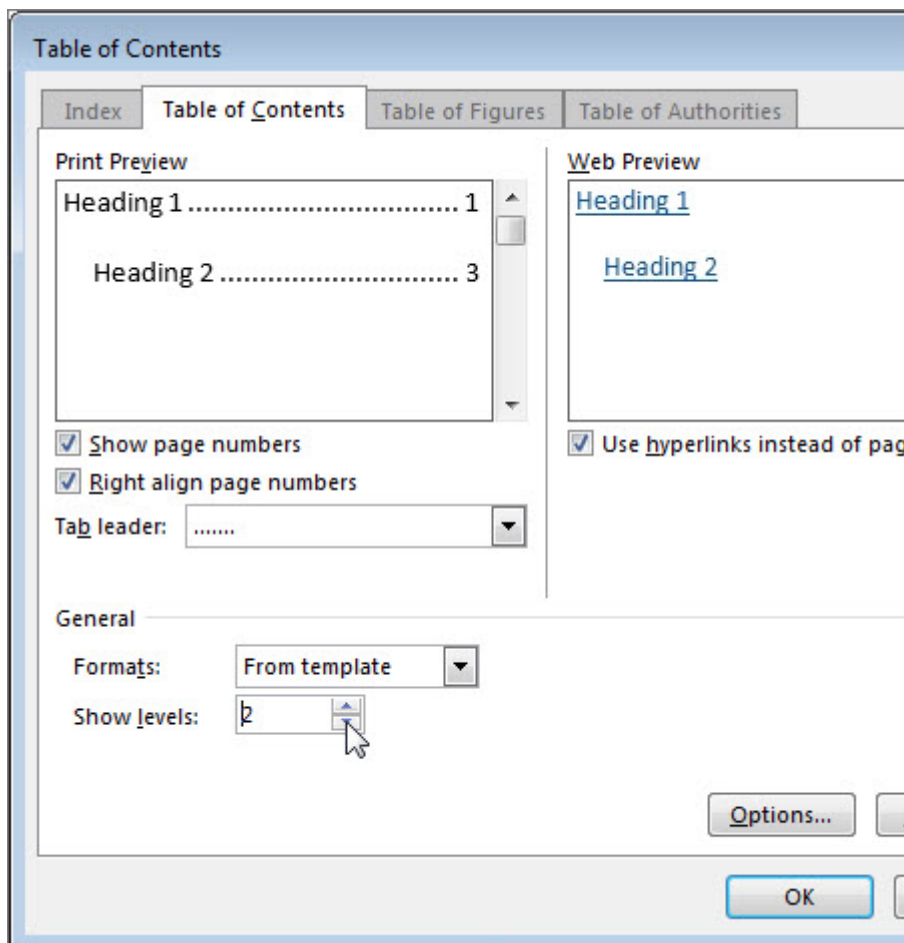 Table of Contents
Index Table of Contents Table of Figures Table of Authorities
Print Preview
Heading 1 ................................. 1
Heading 2 ............................. 3
Web Preview
Heading 1
Heading 2
Show page numbers
Right align page numbers
Tab leader: .......
Use hyperlinks instead of pag
General
Formats: From template
Show levels: 2
Options...
OK